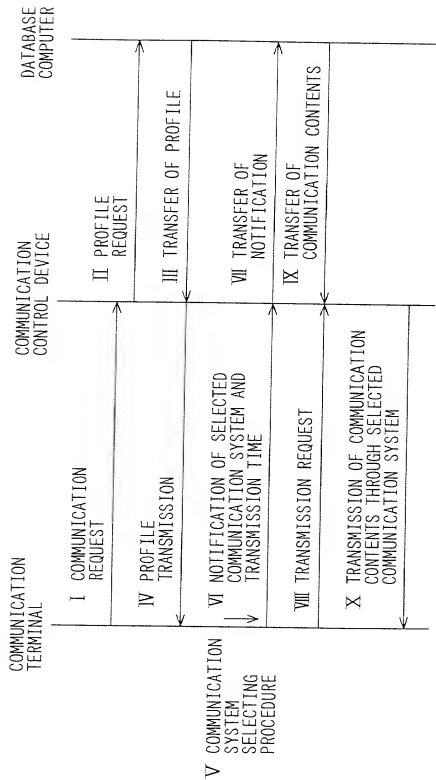 COMMUNICATION
TERMINAL
COMMUNICATION
CONTROL DEVICE
DATABASE
COMPUTER
I COMMUNICATION
REQUEST
II PROFILE
REQUEST
III TRANSFER OF PROFILE
IV PROFILE
TRANSMISSION
V COMMUNICATION
SYSTEM
SELECTING
PROCEDURE
VI NOTIFICATION OF SELECTED
COMMUNICATION SYSTEM AND
TRANSMISSION TIME
VII TRANSFER OF
NOTIFICATION
VIII TRANSMISSION REQUEST
IX TRANSFER OF
COMMUNICATION CONTENTS
X TRANSMISSION OF COMMUNICATION
CONTENTS THROUGH SELECTED
COMMUNICATION SYSTEM